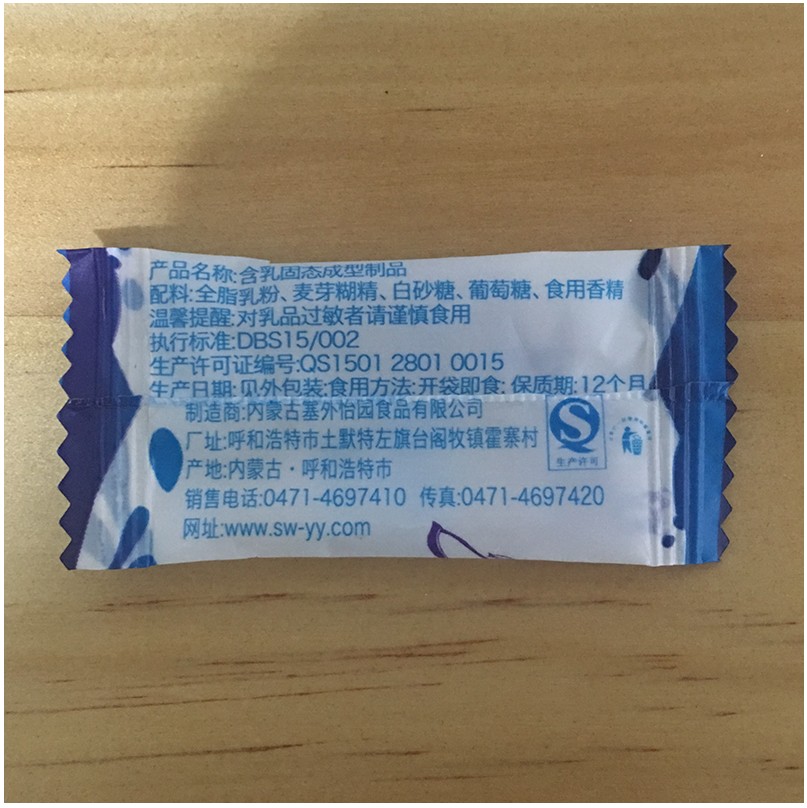 产品名称:含乳固态成型制品
配料:全脂乳粉、麦芽糊精、白砂糖、葡萄糖、食用香精
温馨提醒:对乳品过敏者请谨慎食用
执行标准:DBS15/002
生产许可证编号:QS1501 2801 0015
生产日期:见外包装;食用方法:开袋即食; 保质期:12个月
制造商:内蒙古塞外怡园食品有限公司
厂址:呼和浩特市土默特左旗台阁牧镇霍寨村
产地:内蒙古·呼和浩特市
销售电话:0471-4697410 传真:0471-4697420
网址:www.sw-yy.com
生产许可